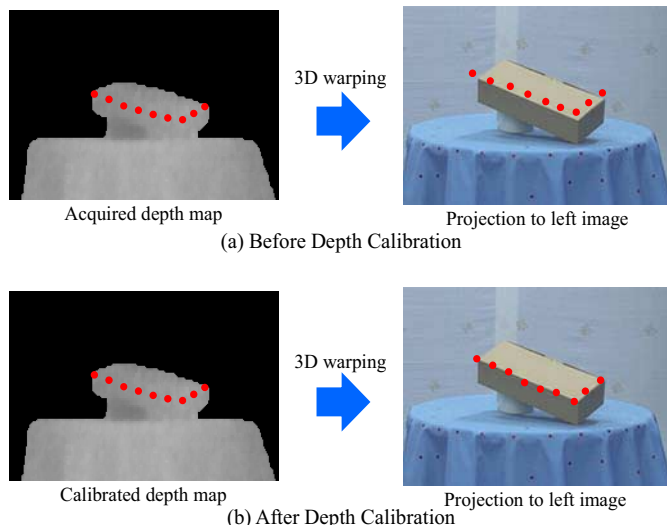 3D warping
Acquired depth map
Projection to left image
(a) Before Depth Calibration
3D warping
Calibrated depth map
Projection to left image
(b) After Depth Calibration